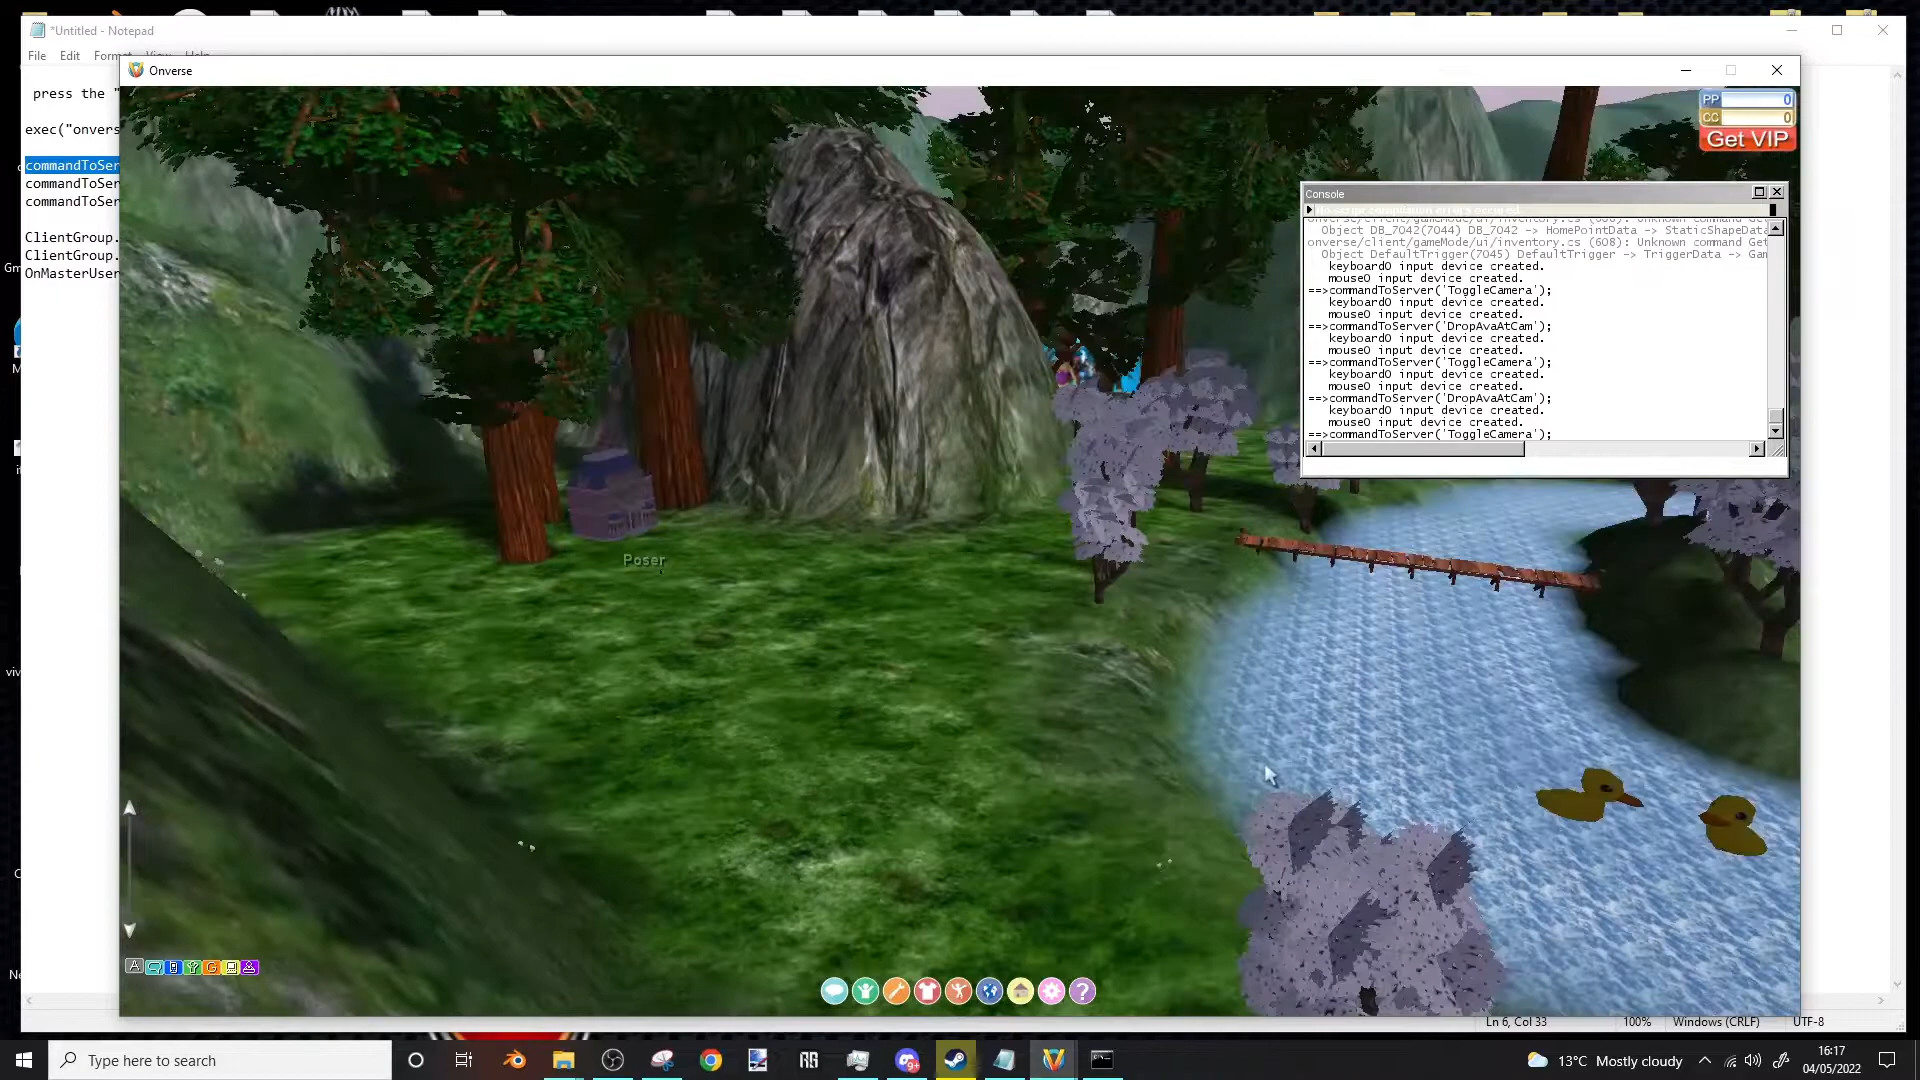 *Untitled - Notepad
File Edit Format View Help
press the "
exec("onvers
commandToSer
commandToSer
commandToSer
ClientGroup.
ClientGroup.
OnMasterUser
Onverse
PP 0
CC 0
Get VIP
Console
Object DB_7042(7044) DB_7042 -> HomePointData -> StaticShapeData
onverse/client/gameMode/ui/inventory.cs (608): Unknown command Get
Object DefaultTrigger(7045) DefaultTrigger -> TriggerData -> Gam
keyboard0 input device created.
mouse0 input device created.
==>commandToServer('ToggleCamera');
keyboard0 input device created.
mouse0 input device created.
==>commandToServer('DropAvaAtCam');
keyboard0 input device created.
mouse0 input device created.
==>commandToServer('ToggleCamera');
keyboard0 input device created.
mouse0 input device created.
==>commandToServer('DropAvaAtCam');
keyboard0 input device created.
mouse0 input device created.
==>commandToServer('ToggleCamera');
Poser
A
G
?
Ln 6, Col 33 100% Windows (CRLF) UTF-8
Type here to search
9+
13°C Mostly cloudy
16:17
04/05/2022